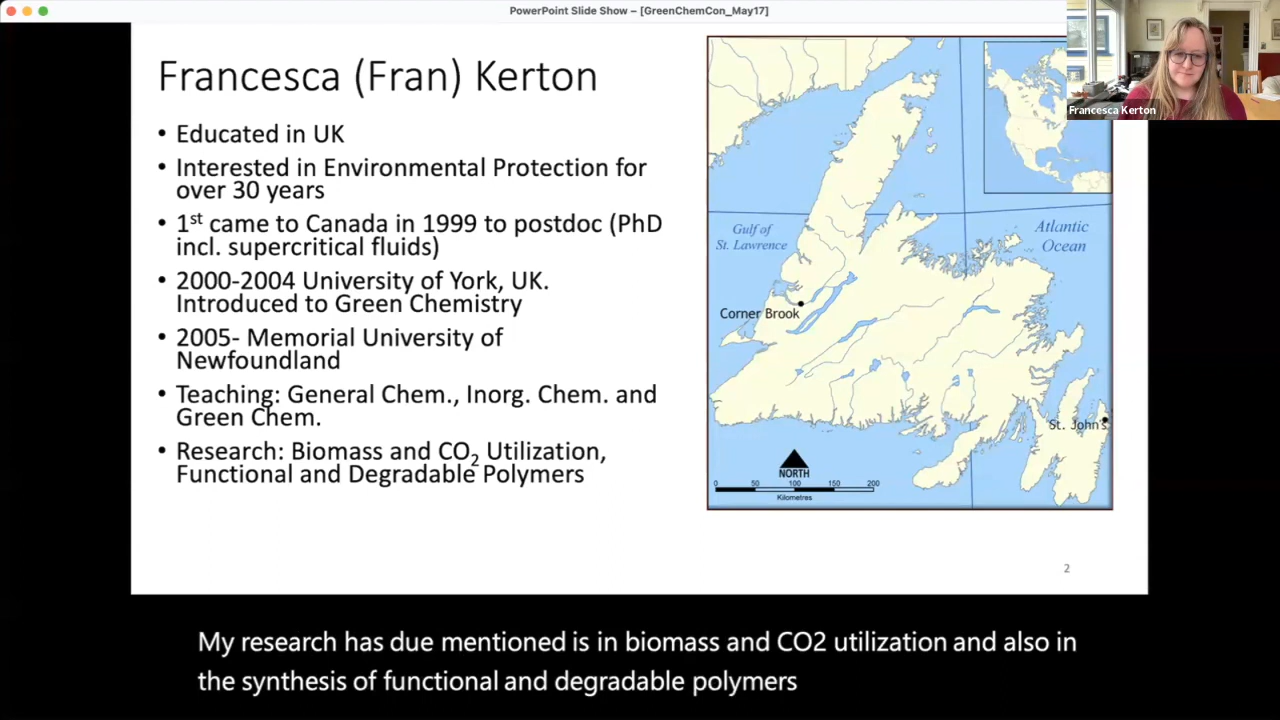 PowerPoint Slide Show – [GreenChemCon_May17]
Francesca (Fran) Kerton
• Educated in UK
• Interested in Environmental Protection for
over 30 years
• 1st came to Canada in 1999 to postdoc (PhD
incl. supercritical fluids)
• 2000-2004 University of York, UK.
Introduced to Green Chemistry
• 2005- Memorial University of
Newfoundland
• Teaching: General Chem., Inorg. Chem. and
Green Chem.
• Research: Biomass and CO2 Utilization,
Functional and Degradable Polymers
Gulf of
St. Lawrence
Atlantic
Ocean
Corner Brook
St. John's
NORTH
0 50 100 150 200
Kilometres
Francesca Kerton
2
My research has due mentioned is in biomass and CO2 utilization and also in
the synthesis of functional and degradable polymers